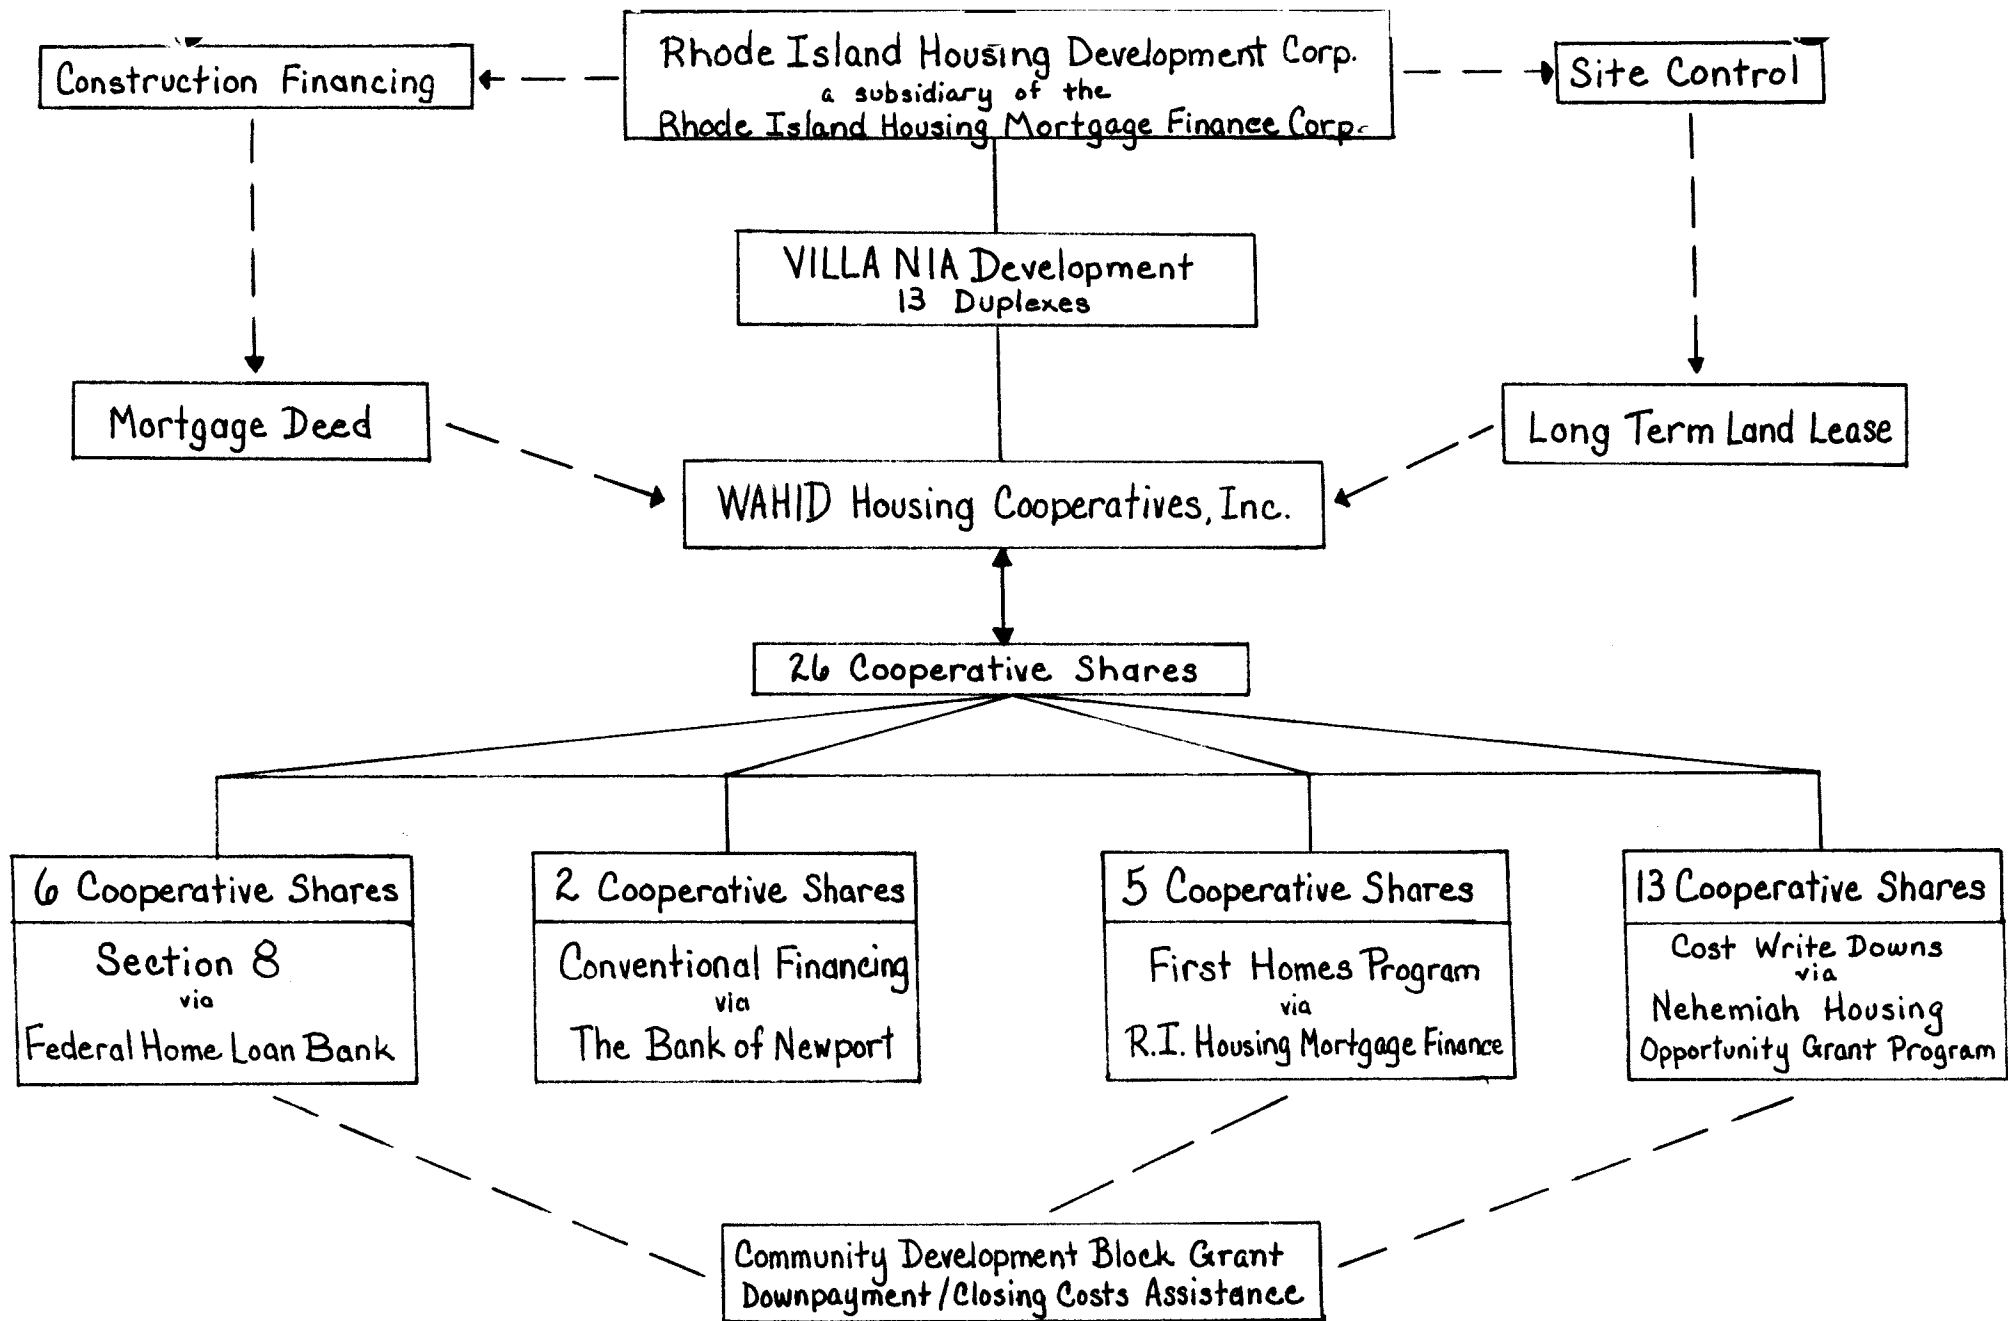 Construction Financing
Rhode Island Housing Development Corp.
a subsidiary of the
Rhode Island Housing Mortgage Finance Corp.
Site Control
VILLA NIA Development
13 Duplexes
Mortgage Deed
Long Term Land Lease
WAHID Housing Cooperatives, Inc.
26 Cooperative Shares
6 Cooperative Shares
Section 8
via
Federal Home Loan Bank
2 Cooperative Shares
Conventional Financing
via
The Bank of Newport
5 Cooperative Shares
First Homes Program
via
R.I. Housing Mortgage Finance
13 Cooperative Shares
Cost Write Downs
via
Nehemiah Housing
Opportunity Grant Program
Community Development Block Grant
Downpayment/Closing Costs Assistance